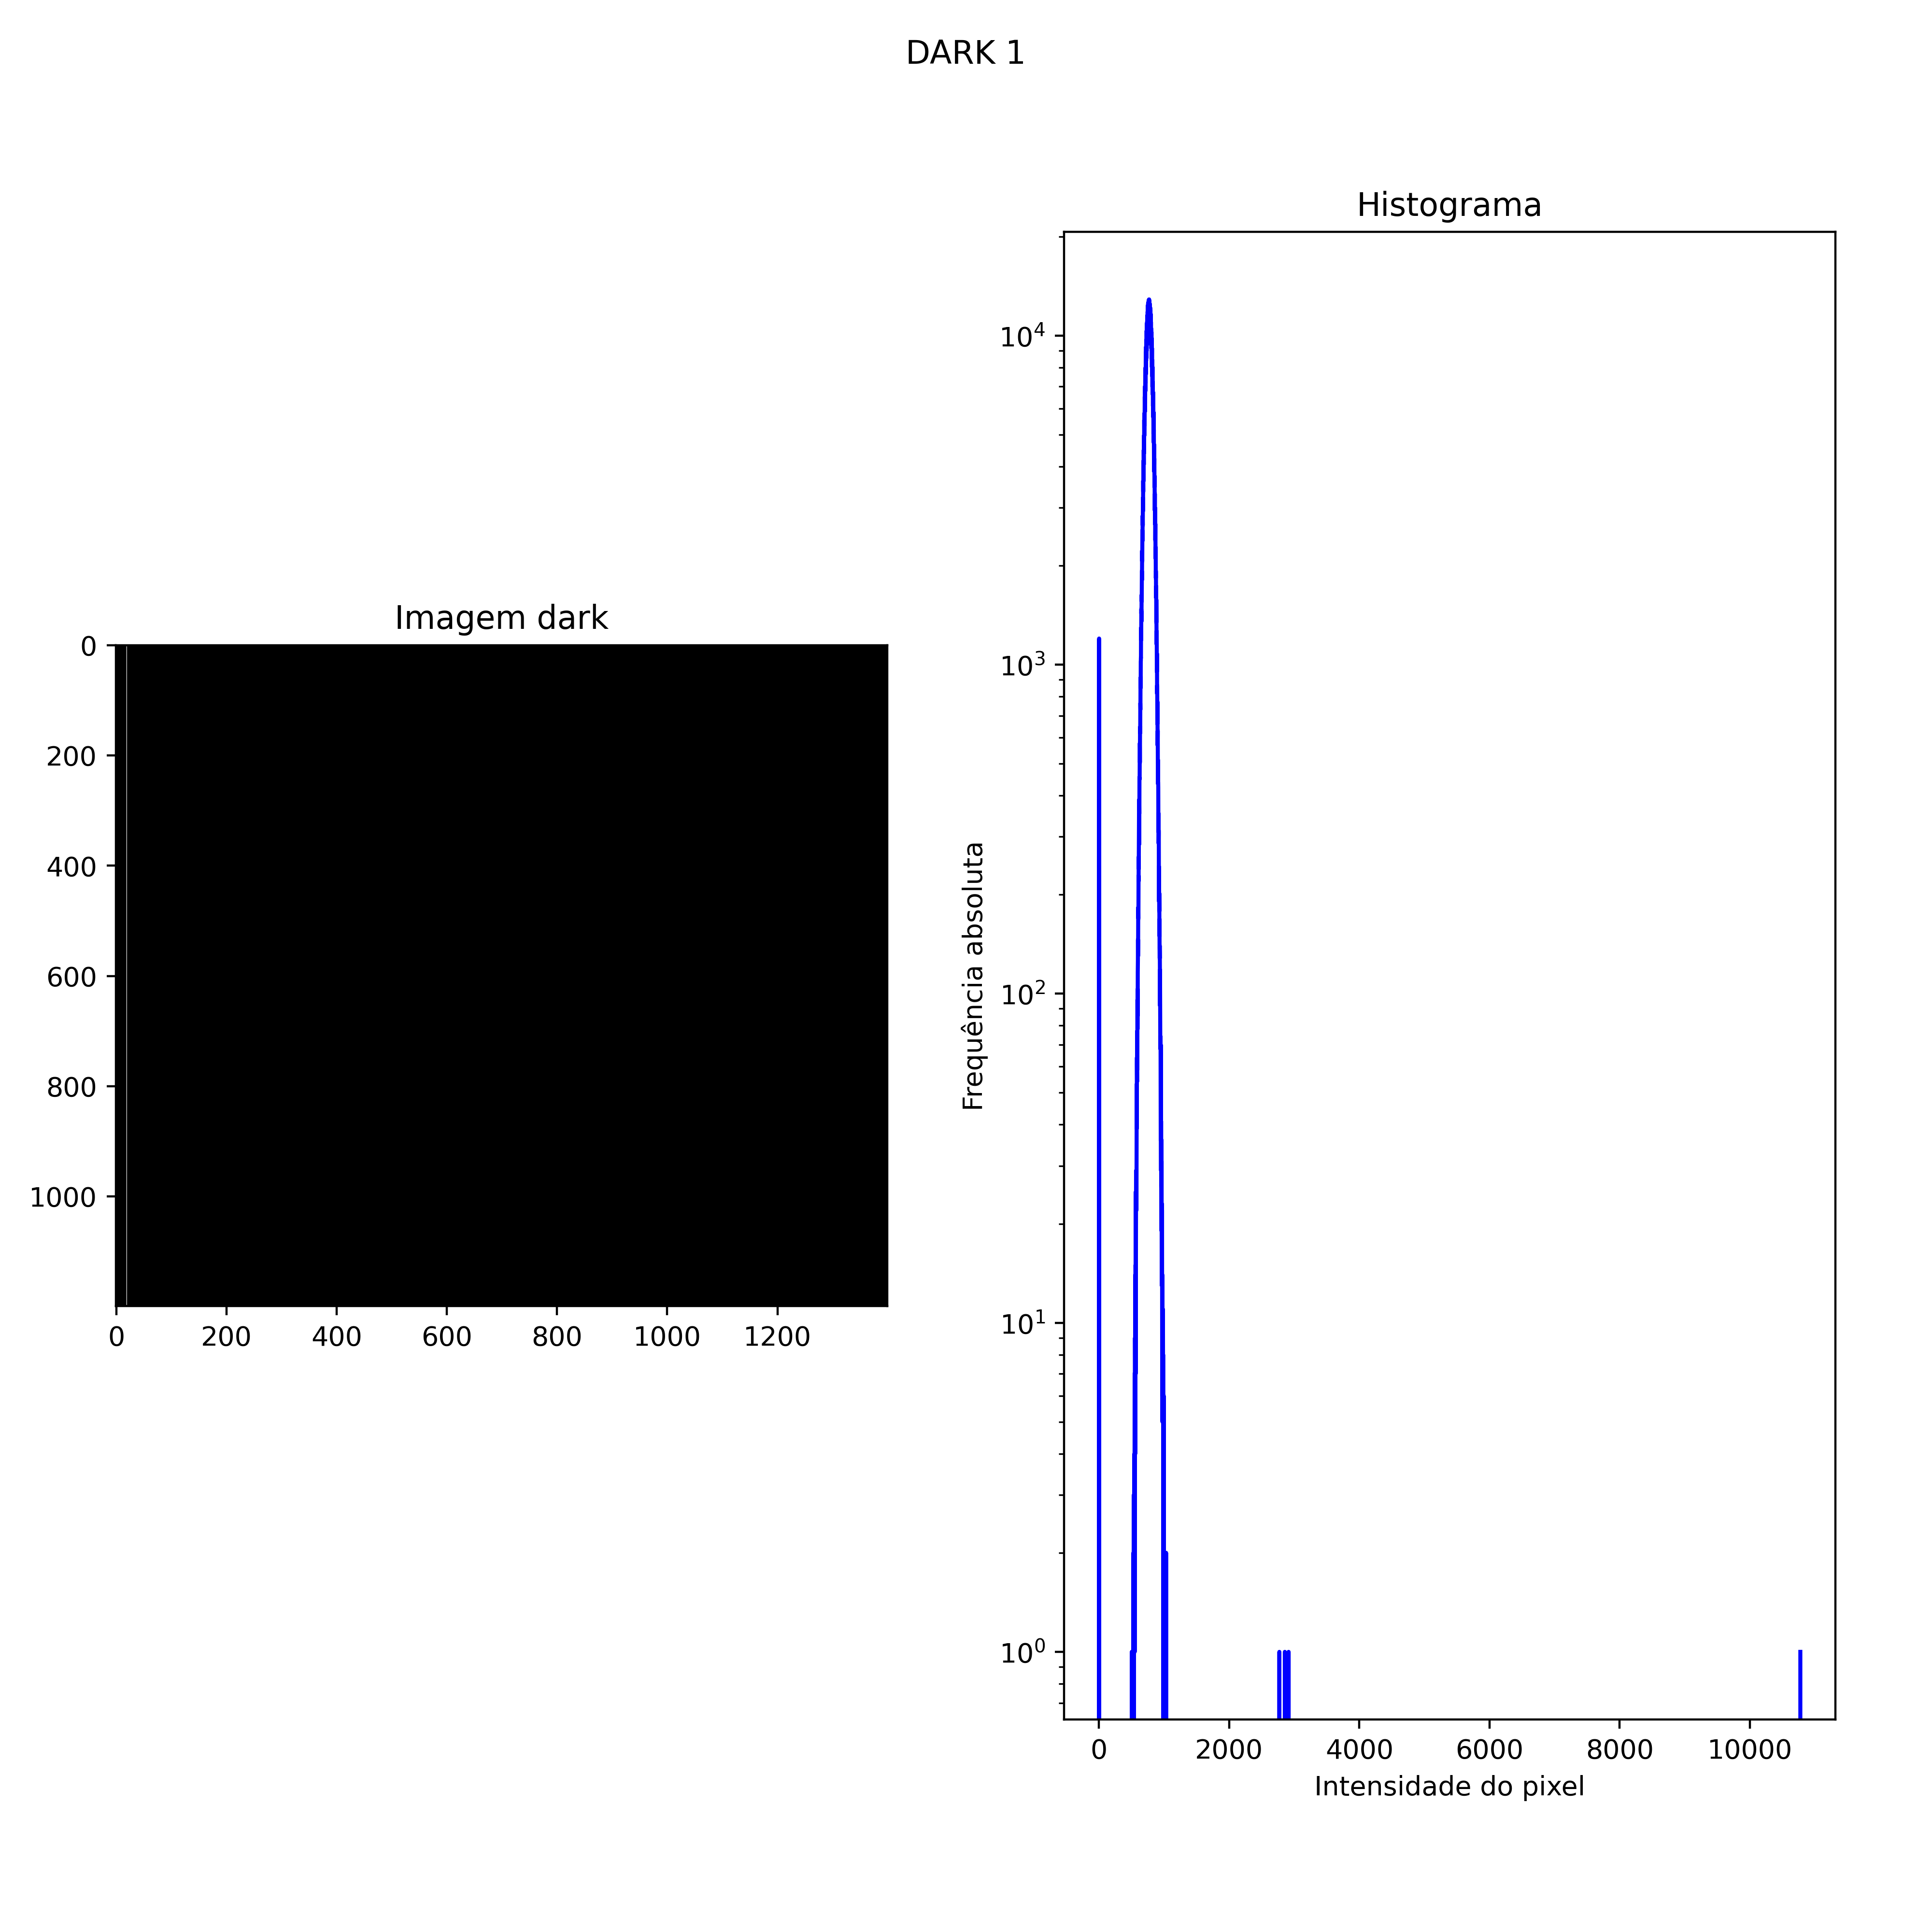 DARK 1
Imagem dark
0
200
400
600
800
1000
0 200 400 600 800 1000 1200
Histograma
Frequência absoluta
10⁴
10³
10²
10¹
10⁰
0 2000 4000 6000 8000 10000
Intensidade do pixel